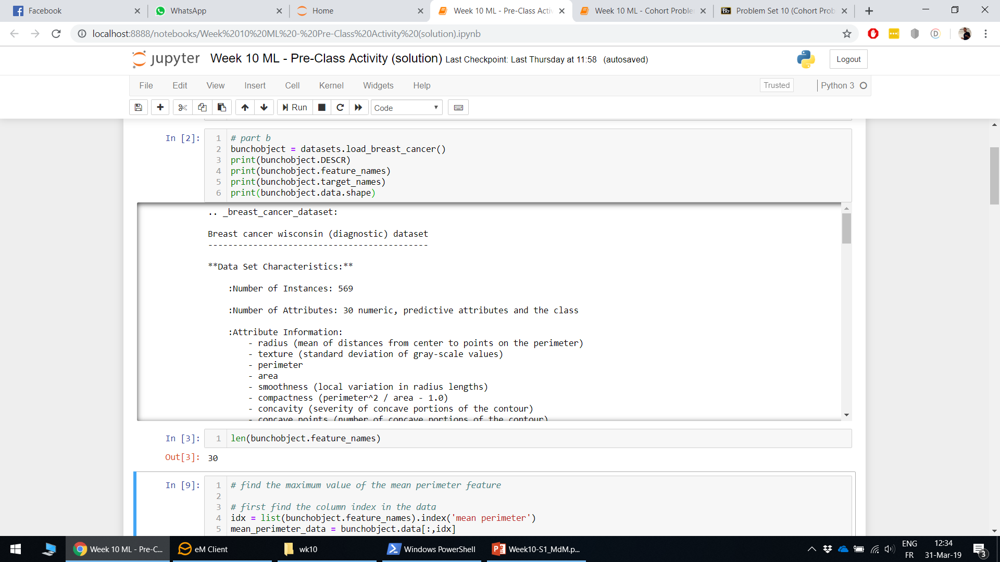 Facebook
WhatsApp
Home
Week 10 ML - Pre-Class Activ
Week 10 ML - Cohort Proble
Bb Problem Set 10 (Cohort Prob
localhost:8888/notebooks/Week%2010%20ML%20-%20Pre-Class%20Activity%20(solution).ipynb
jupyter Week 10 ML - Pre-Class Activity (solution) Last Checkpoint: Last Thursday at 11:58 (autosaved)
Logout
File Edit View Insert Cell Kernel Widgets Help
Trusted
Python 3
Run
Code
In [2]:
1 # part b
2 bunchobject = datasets.load_breast_cancer()
3 print(bunchobject.DESCR)
4 print(bunchobject.feature_names)
5 print(bunchobject.target_names)
6 print(bunchobject.data.shape)
.. _breast_cancer_dataset:
Breast cancer wisconsin (diagnostic) dataset
--------------------------------------------
**Data Set Characteristics:**
:Number of Instances: 569
:Number of Attributes: 30 numeric, predictive attributes and the class
:Attribute Information:
- radius (mean of distances from center to points on the perimeter)
- texture (standard deviation of gray-scale values)
- perimeter
- area
- smoothness (local variation in radius lengths)
- compactness (perimeter^2 / area - 1.0)
- concavity (severity of concave portions of the contour)
- concave points (number of concave portions of the contour)
In [3]:
1 len(bunchobject.feature_names)
Out[3]: 30
In [9]:
1 # find the maximum value of the mean perimeter feature
2
3 # first find the column index in the data
4 idx = list(bunchobject.feature_names).index('mean perimeter')
5 mean_perimeter_data = bunchobject.data[:,idx]
Week 10 ML - Pre-C...
eM Client
wk10
Windows PowerShell
Week10-S1_MdM.p...
ENG
FR
12:34
31-Mar-19
3